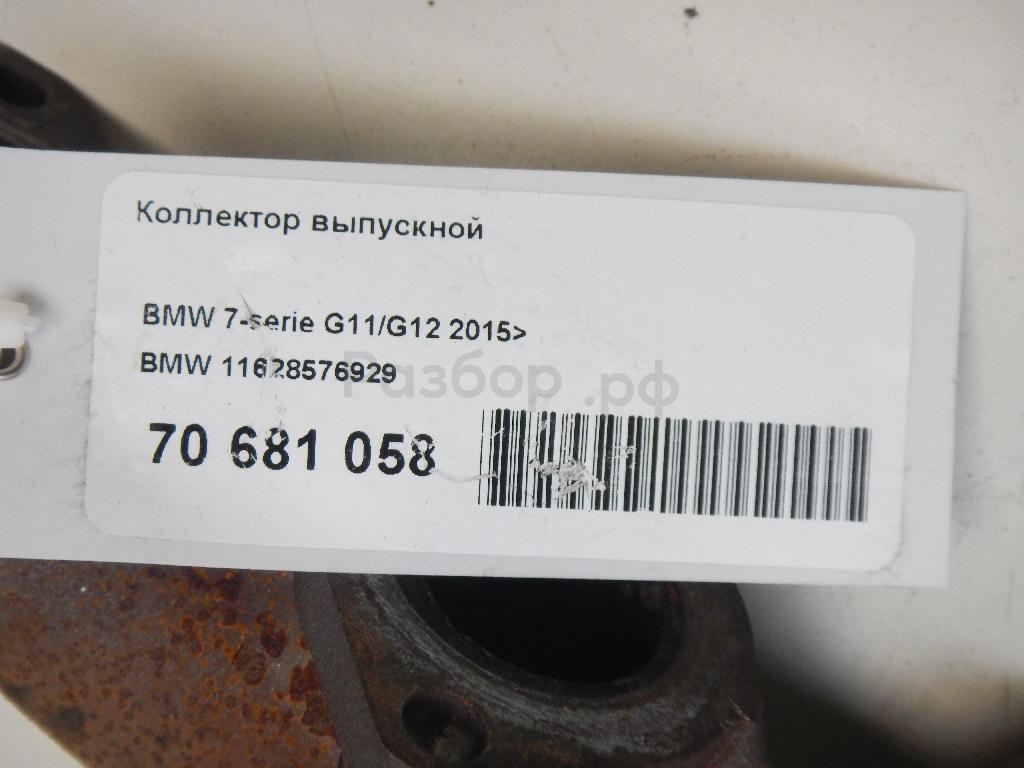 Коллектор выпускной
BMW 7-serie G11/G12 2015>
BMW 11628576929
Разбор.рф
70 681 058